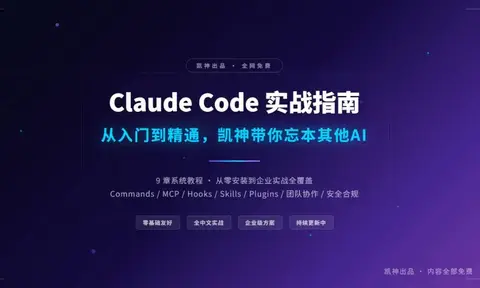 凯神出品 • 全网免费
Claude Code 实战指南
从入门到精通，凯神带你忘本其他AI
9 章系统教程 • 从零安装到企业实战全覆盖
Commands / MCP / Hooks / Skills / Plugins / 团队协作 / 安全合规
零基础友好 全中文实战 企业级方案 持续更新中
凯神出品 • 内容全部免费